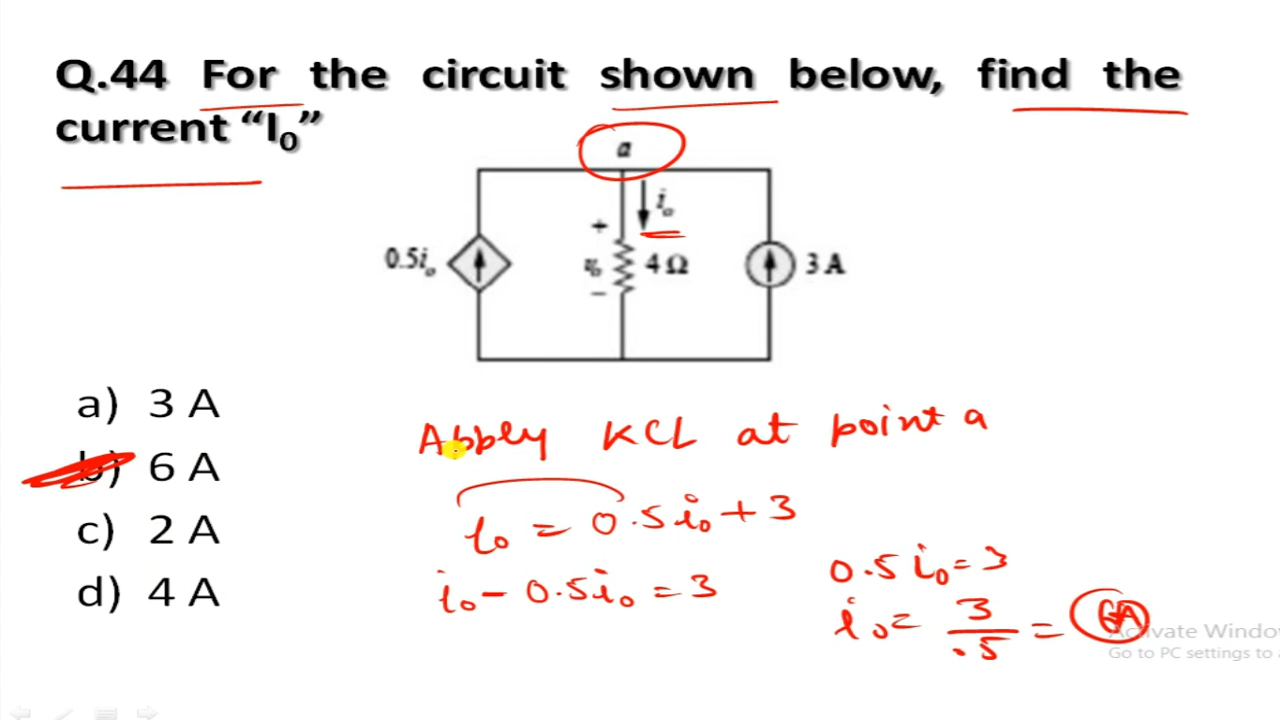 Q.44 For the circuit shown below, find the
current “I₀”
a
i₀
+
0.5i₀
v₀
4 Ω
3 A
–
a) 3 A
b) 6 A
c) 2 A
d) 4 A
Apply KCL at point a
i₀ = 0.5i₀ + 3
i₀ – 0.5i₀ = 3
0.5 i₀ = 3
i₀ = 3/.5 = 6A
Activate Windo
Go to PC settings to a